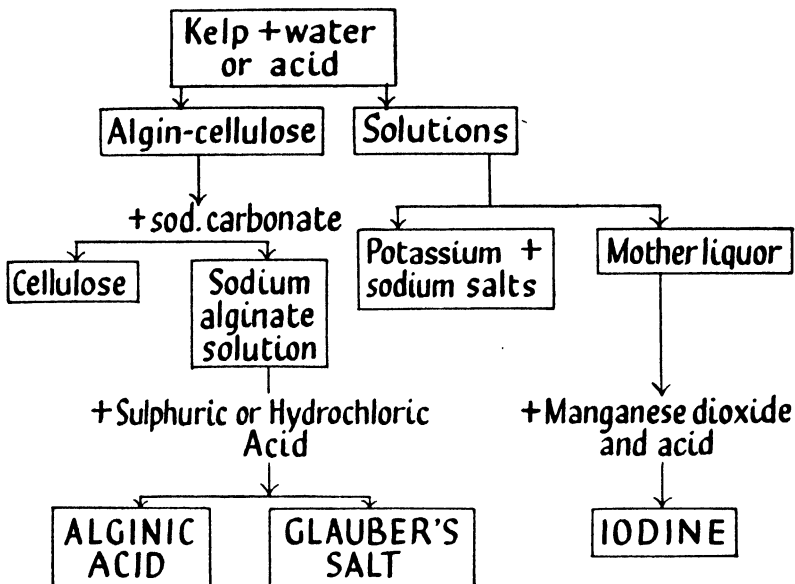 Kelp + water
or acid
Algin-cellulose
Solutions
+ sod. carbonate
Cellulose
Sodium
alginate
solution
Potassium +
sodium salts
Mother liquor
+ Sulphuric or Hydrochloric
Acid
+ Manganese dioxide
and acid
ALGINIC
ACID
GLAUBER'S
SALT
IODINE